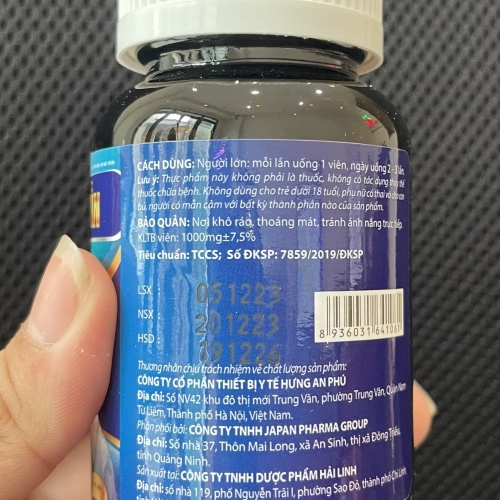 CÁCH DÙNG: Người lớn: mỗi lần uống 1 viên, ngày uống 2 - 3 lần.
Lưu ý: Thực phẩm này không phải là thuốc, không có tác dụng thay thế
thuốc chữa bệnh. Không dùng cho trẻ dưới 18 tuổi, phụ nữ có thai và cho con
bú, người có mẫn cảm với bất kỳ thành phần nào của sản phẩm.
BẢO QUẢN: Nơi khô ráo, thoáng mát, tránh ánh nắng trực tiếp.
KLTB viên: 1000mg±7,5%
Tiêu chuẩn: TCCS; Số ĐKSP: 7859/2019/ĐKSP
LSX : 051223
NSX : 201223
HSD : 191226
8 936031 641061
Thương nhân chịu trách nhiệm về chất lượng sản phẩm:
CÔNG TY CỔ PHẦN THIẾT BỊ Y TẾ HƯNG AN PHÚ
Địa chỉ: Số NV42 khu đô thị mới Trung Văn, phường Trung Văn, Quận Nam
Từ Liêm, Thành phố Hà Nội, Việt Nam.
Phân phối bởi: CÔNG TY TNHH JAPAN PHARMA GROUP
Địa chỉ: Số nhà 37, Thôn Mai Long, xã An Sinh, thị xã Đông Triều,
tỉnh Quảng Ninh.
Sản xuất tại: CÔNG TY TNHH DƯỢC PHẨM HẢI LINH
Địa chỉ: số nhà 119, phố Nguyễn Trãi I, phường Sao Đỏ, thành phố Chí Linh,